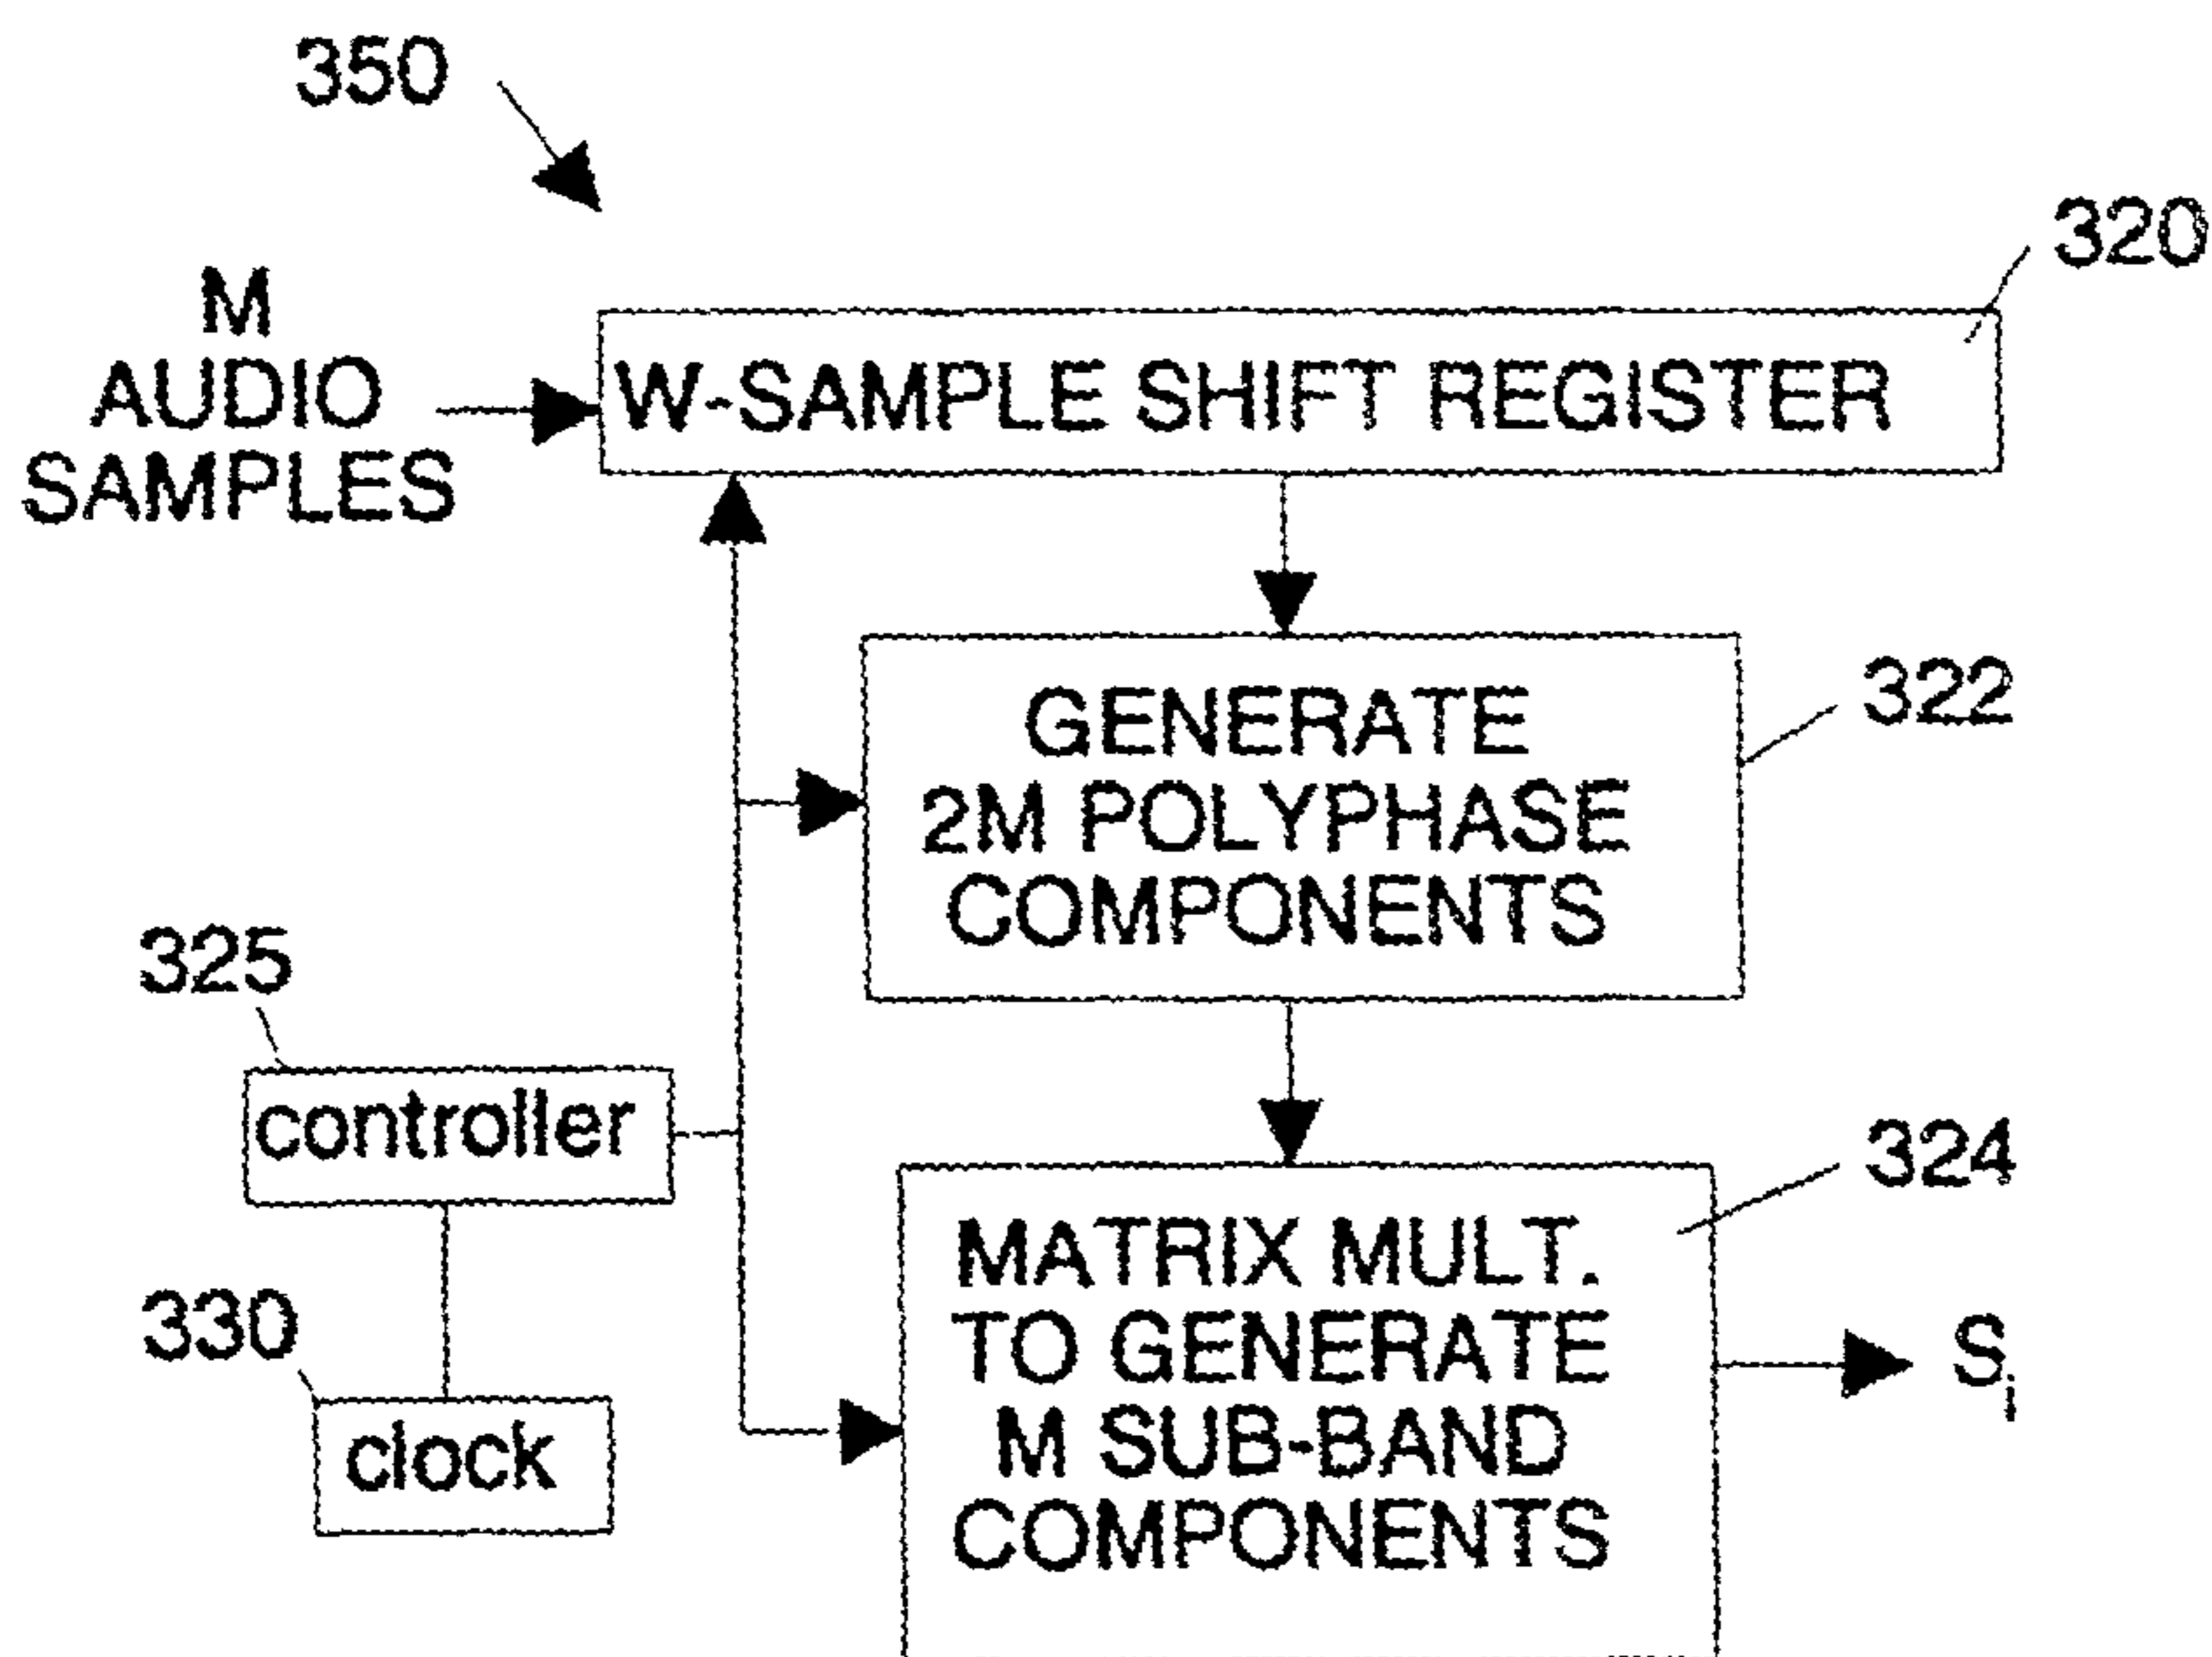 350
320
M
AUDIO
SAMPLES
W-SAMPLE SHIFT REGISTER
322
GENERATE
2M POLYPHASE
COMPONENTS
325
controller
324
330
clock
MATRIX MULT.
TO GENERATE
M SUB-BAND
COMPONENTS
Si